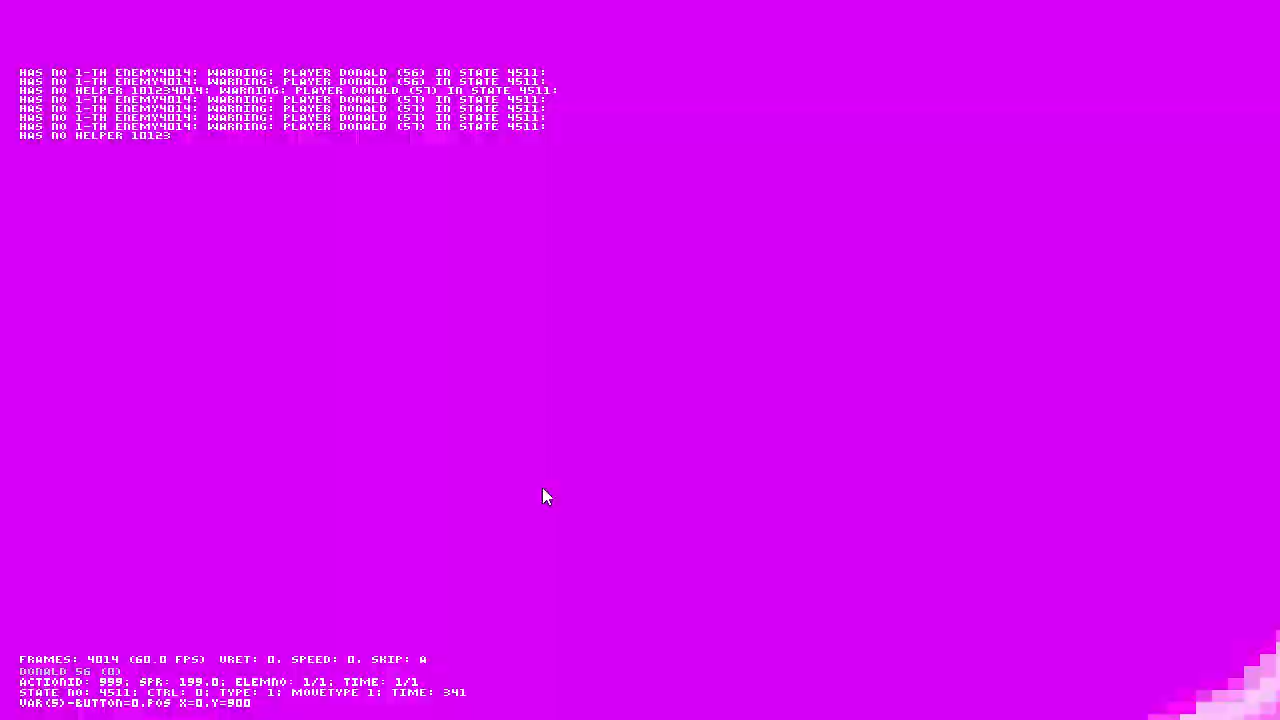 HAS NO 1-TH ENEMY4014: WARNING: PLAYER DONALD (56) IN STATE 4511:
HAS NO 1-TH ENEMY4014: WARNING: PLAYER DONALD (56) IN STATE 4511:
HAS NO HELPER 101234014: WARNING: PLAYER DONALD (57) IN STATE 4511:
HAS NO 1-TH ENEMY4014: WARNING: PLAYER DONALD (57) IN STATE 4511:
HAS NO 1-TH ENEMY4014: WARNING: PLAYER DONALD (57) IN STATE 4511:
HAS NO 1-TH ENEMY4014: WARNING: PLAYER DONALD (57) IN STATE 4511:
HAS NO 1-TH ENEMY4014: WARNING: PLAYER DONALD (57) IN STATE 4511:
HAS NO HELPER 10123
FRAMES: 4014 (60.0 FPS) VRET: 0. SPEED: 0. SKIP: A
DONALD 56 (0)
ACTIONID: 999; SPR: 199,0; ELEMNO: 1/1; TIME: 1/1
STATE NO: 4511; CTRL: 0; TYPE: 1; MOVETYPE 1; TIME: 341
VAR(5)-BUTTON=0,POS X=0,Y=900